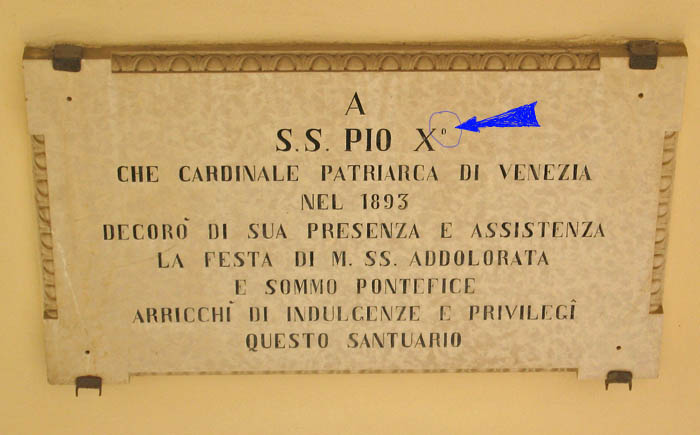 A
S.S. PIO Xº
CHE CARDINALE PATRIARCA DI VENEZIA
NEL 1893
DECORÒ DI SUA PRESENZA E ASSISTENZA
LA FESTA DI M. SS. ADDOLORATA
E SOMMO PONTEFICE
ARRICCHÌ DI INDULGENZE E PRIVILEGÎ
QUESTO SANTUARIO